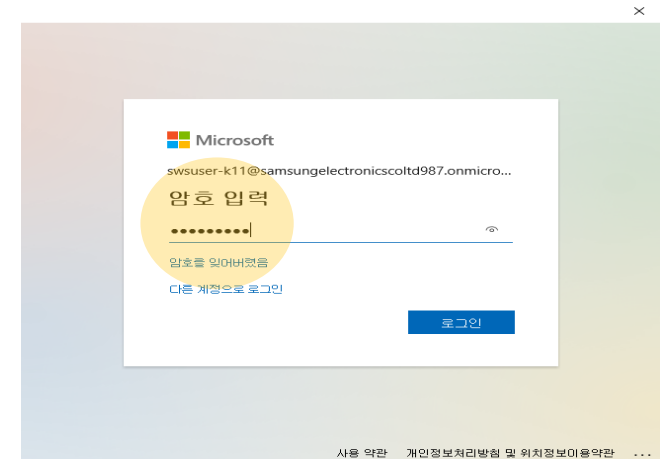 Microsoft
swsuser-k11@samsungelectronicscoltd987.onmicro...
암호 입력
●●●●●●●●●
암호를 잊어버렸음
다른 계정으로 로그인
로그인
사용 약관 개인정보처리방침 및 위치정보이용약관 ...